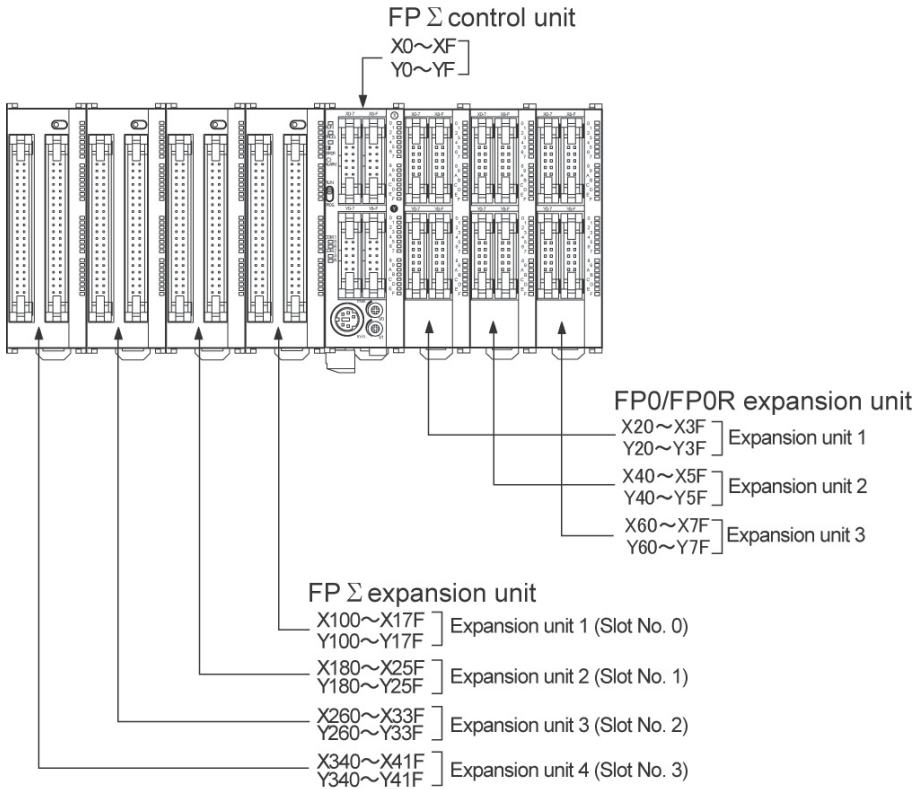 FPΣ control unit
X0～XF
Y0～YF
FP0/FP0R expansion unit
X20～X3F
Y20～Y3F
Expansion unit 1
X40～X5F
Y40～Y5F
Expansion unit 2
X60～X7F
Y60～Y7F
Expansion unit 3
FPΣ expansion unit
X100～X17F
Y100～Y17F
Expansion unit 1 (Slot No. 0)
X180～X25F
Y180～Y25F
Expansion unit 2 (Slot No. 1)
X260～X33F
Y260～Y33F
Expansion unit 3 (Slot No. 2)
X340～X41F
Y340～Y41F
Expansion unit 4 (Slot No. 3)